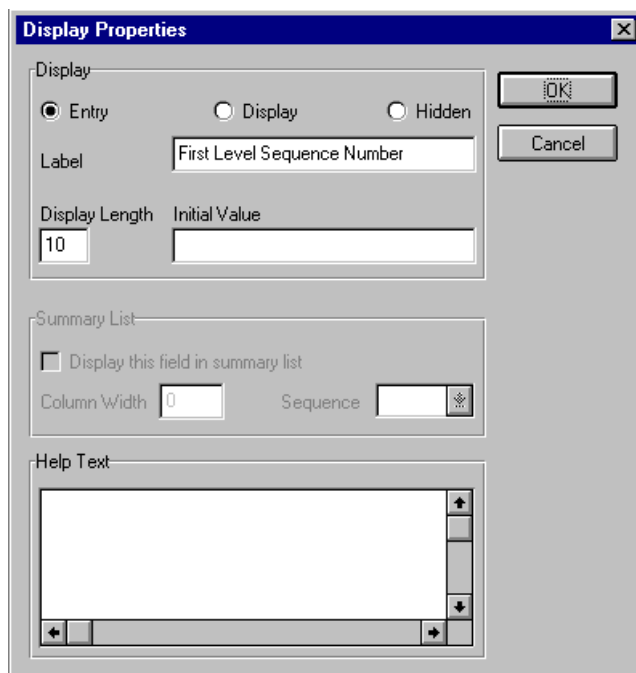 Display Properties
Display
Entry Display Hidden
OK
Cancel
Label First Level Sequence Number
Display Length Initial Value
10
Summary List
Display this field in summary list
Column Width 0 Sequence
Help Text